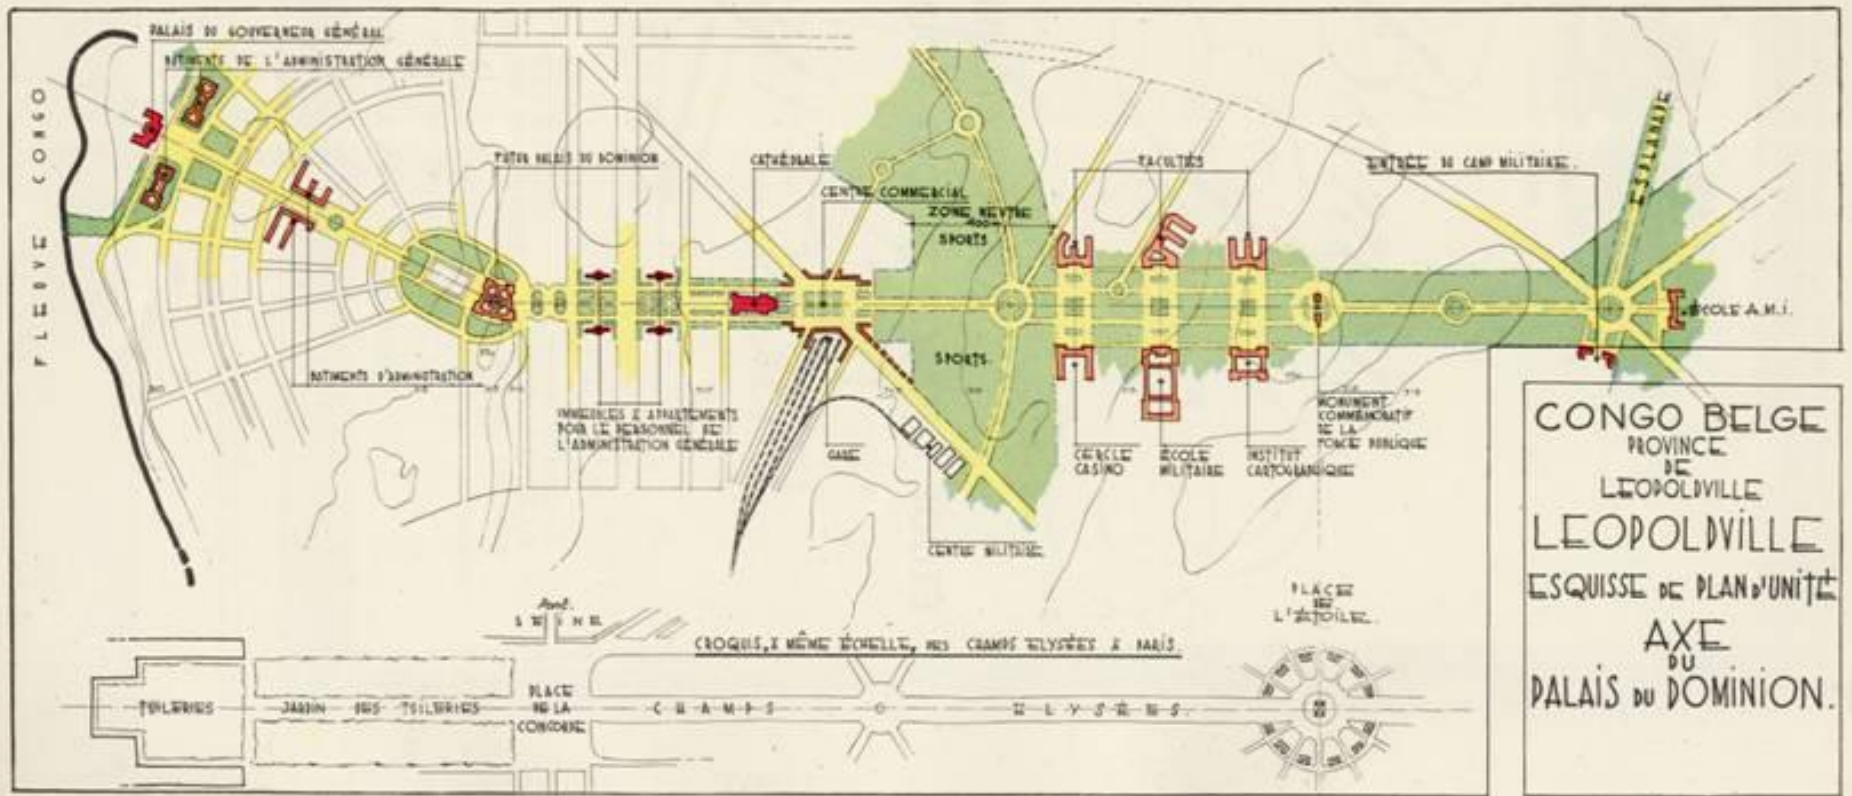 PALAIS DU GOUVERNEUR GÉNÉRAL
BÂTIMENTS DE L'ADMINISTRATION GÉNÉRALE
FLEUVE CONGO
FUTUR PALAIS DU DOMINION
CATHÉDRALE
CENTRE COMMERCIAL
ZONE NEUTRE
SPORTS
FACULTÉS
ENTRÉE DU CAMP MILITAIRE.
ESPLANADE
ÉCOLE A.M.I.
SPORTS.
BATIMENTS D'ADMINISTRATION
IMMEUBLES À APPARTEMENTS
POUR LE PERSONNEL DE
L'ADMINISTRATION GÉNÉRALE
GARE
CERCLE
CASINO
ÉCOLE
MILITAIRE
INSTITUT
CARTOGRAPHIQUE
MONUMENT
COMMÉMORATIF
DE LA
FORCE PUBLIQUE
CENTRE MILITAIRE.
CONGO BELGE
PROVINCE
DE
LEOPOLDVILLE
LEOPOLDVILLE
ESQUISSE DE PLAN D'UNITÉ
AXE
DU
PALAIS DU DOMINION.
Pont.
SEINE
PLACE
DE
L'ÉTOILE.
CROQUIS, À MÊME ÉCHELLE, DES CHAMPS ELYSÉES À PARIS.
TUILERIES
JARDIN DES TUILERIES
PLACE
DE LA
CONCORDE
CHAMPS ELYSÉES.